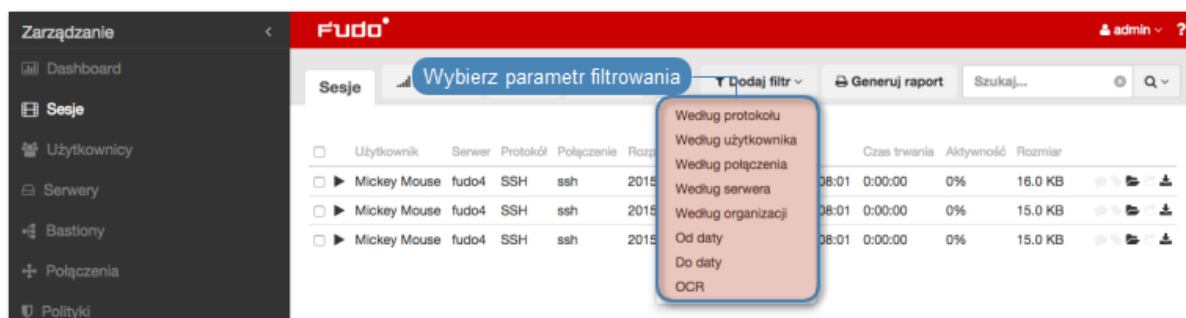 Zarządzanie
Fudo
admin ?
Dashboard
Sesje
Użytkownicy
Serwery
Bastiony
Połączenia
Polityki
Sesje Wybierz parametr filtrowania Dodaj filtr Generuj raport Szukaj...
Według protokołu
Według użytkownika
Według połączenia
Według serwera
Według organizacji
Od daty
Do daty
OCR
Użytkownik Serwer Protokół Połączenie Czas trwania Aktywność Rozmiar
Mickey Mouse fudo4 SSH ssh 2015 08:01 0:00:00 0% 16.0 KB
Mickey Mouse fudo4 SSH ssh 2015 08:01 0:00:00 0% 15.0 KB
Mickey Mouse fudo4 SSH ssh 2015 08:01 0:00:00 0% 15.0 KB